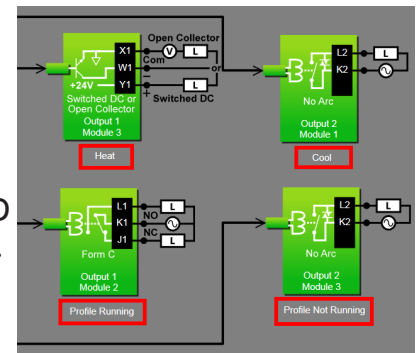 Open Collector
X1
V
L
Com
W1
or
+24V
Y1
−
+
L
Switched DC or
Open Collector
Switched DC
Output 1
Module 3
Heat
L2
L
K2
No Arc
Output 2
Module 1
Cool
L1
L
NO
K1
NC
J1
L
Form C
Output 1
Module 2
Profile Running
L2
L
K2
No Arc
Output 2
Module 3
Profile Not Running